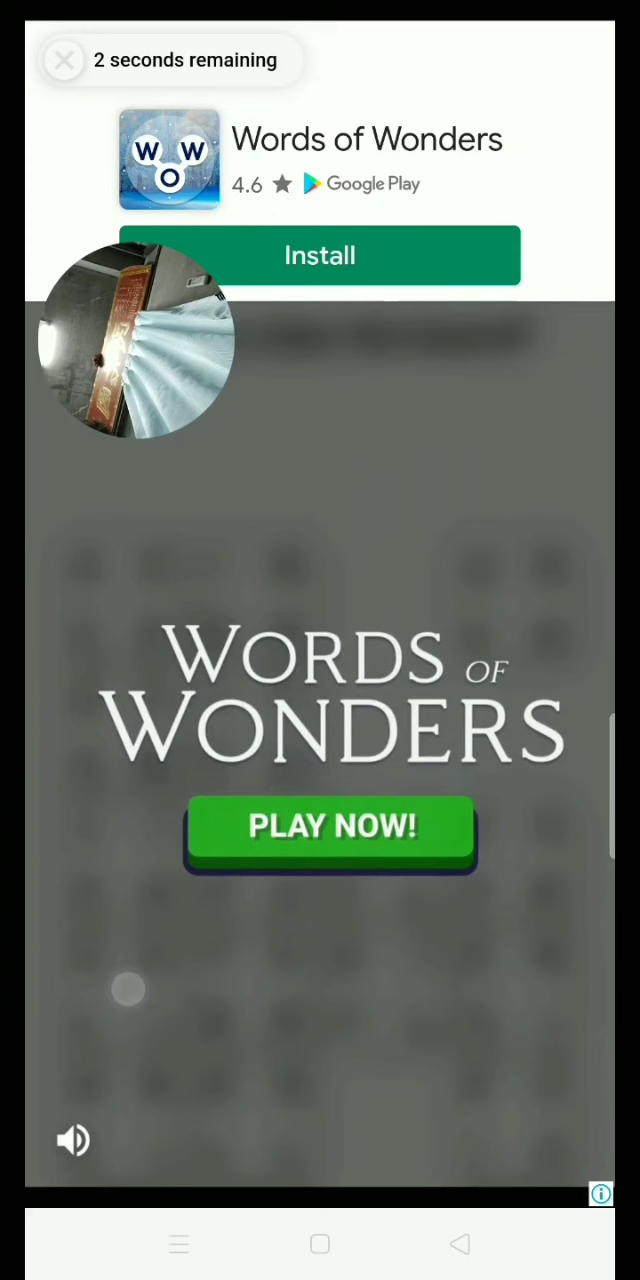 2 seconds remaining
Words of Wonders
W W
O
4.6 ★ Google Play
Install
WORDS OF
WONDERS
PLAY NOW!